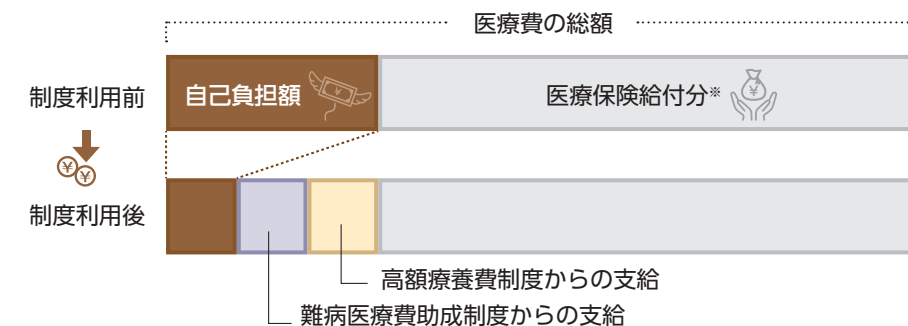 医療費の総額
制度利用前
自己負担額
¥
医療保険給付分※
¥
¥
¥
制度利用後
高額療養費制度からの支給
難病医療費助成制度からの支給